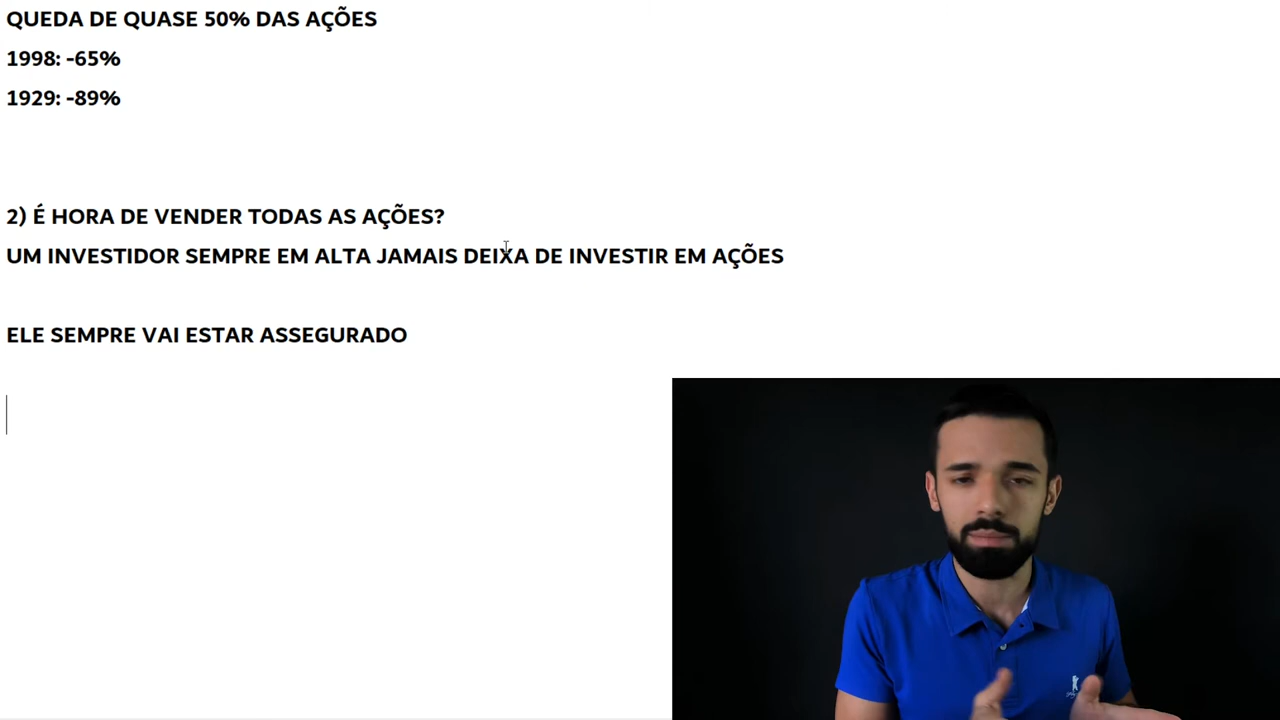 QUEDA DE QUASE 50% DAS AÇÕES
1998: -65%
1929: -89%
2) É HORA DE VENDER TODAS AS AÇÕES?
UM INVESTIDOR SEMPRE EM ALTA JAMAIS DEIXA DE INVESTIR EM AÇÕES
ELE SEMPRE VAI ESTAR ASSEGURADO